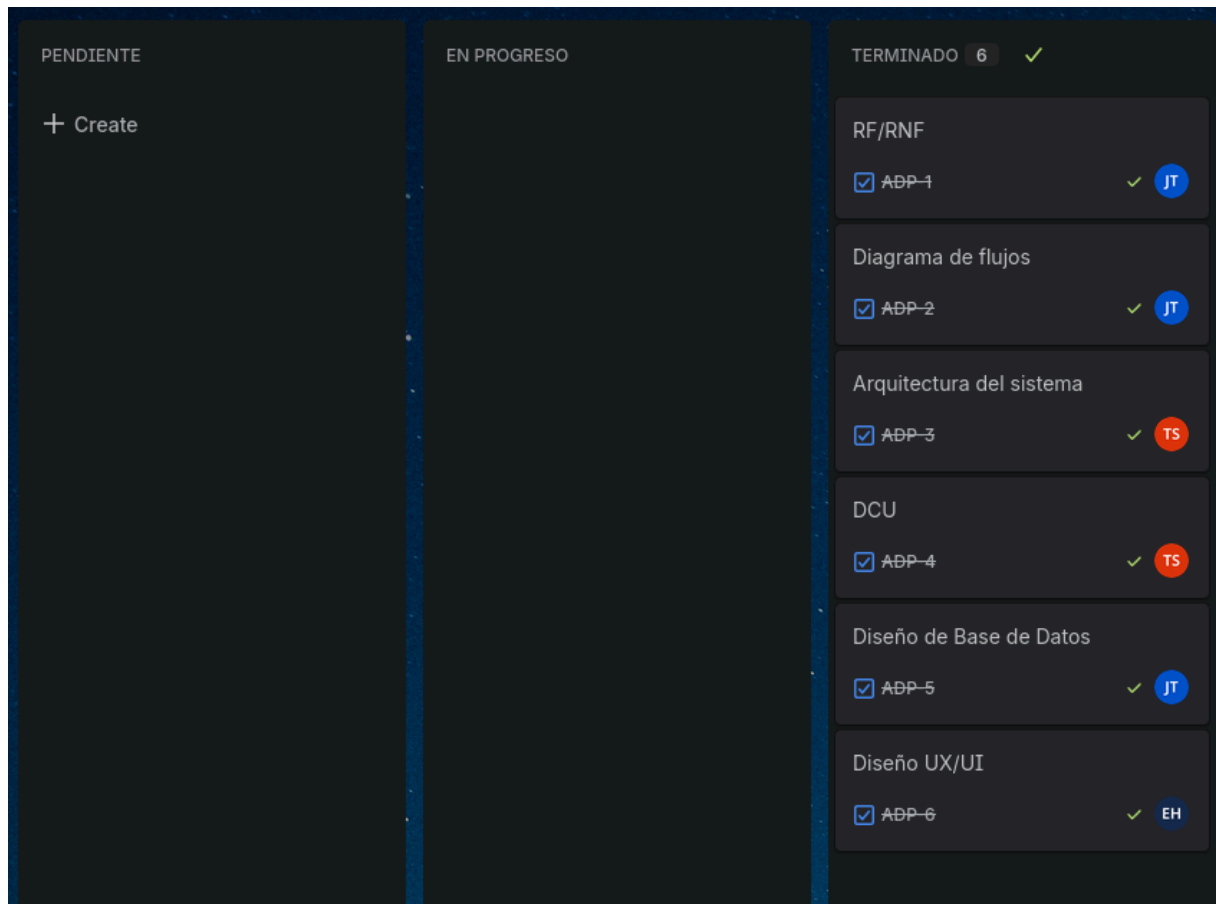 PENDIENTE
+ Create
EN PROGRESO
TERMINADO 6
RF/RNF
ADP-1 JT
Diagrama de flujos
ADP-2 JT
Arquitectura del sistema
ADP-3 TS
DCU
ADP-4 TS
Diseño de Base de Datos
ADP-5 JT
Diseño UX/UI
ADP-6 EH